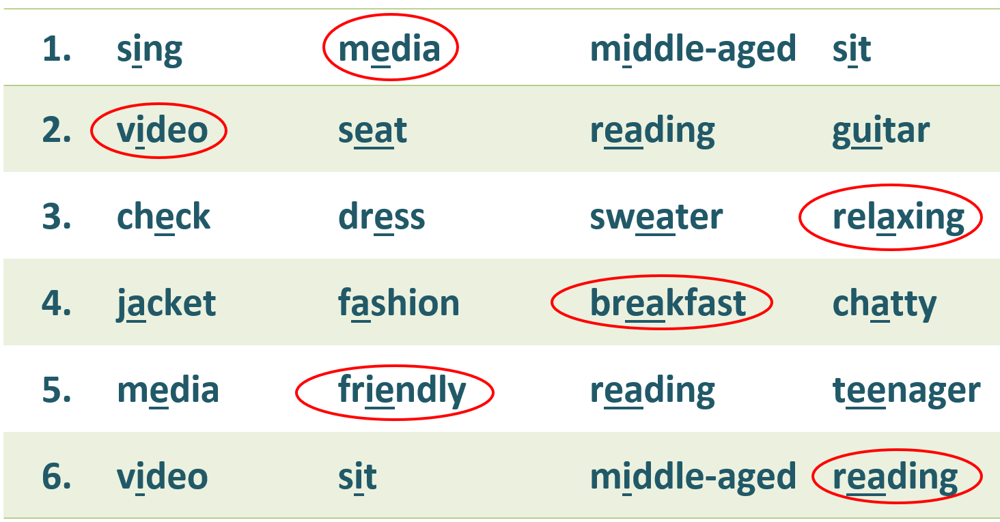 1. sing media middle-aged sit
2. video seat reading guitar
3. check dress sweater relaxing
4. jacket fashion breakfast chatty
5. media friendly reading teenager
6. video sit middle-aged reading